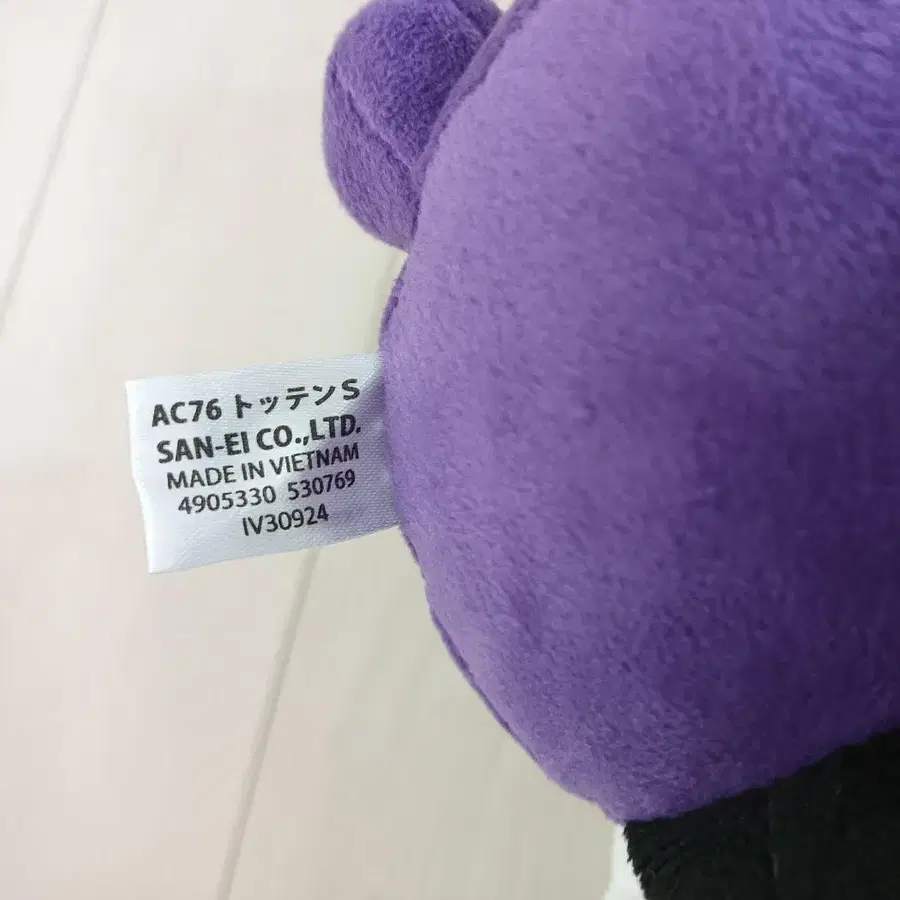 AC76 トッテンS
SAN-EI CO.,LTD.
MADE IN VIETNAM
4905330 530769
IV30924